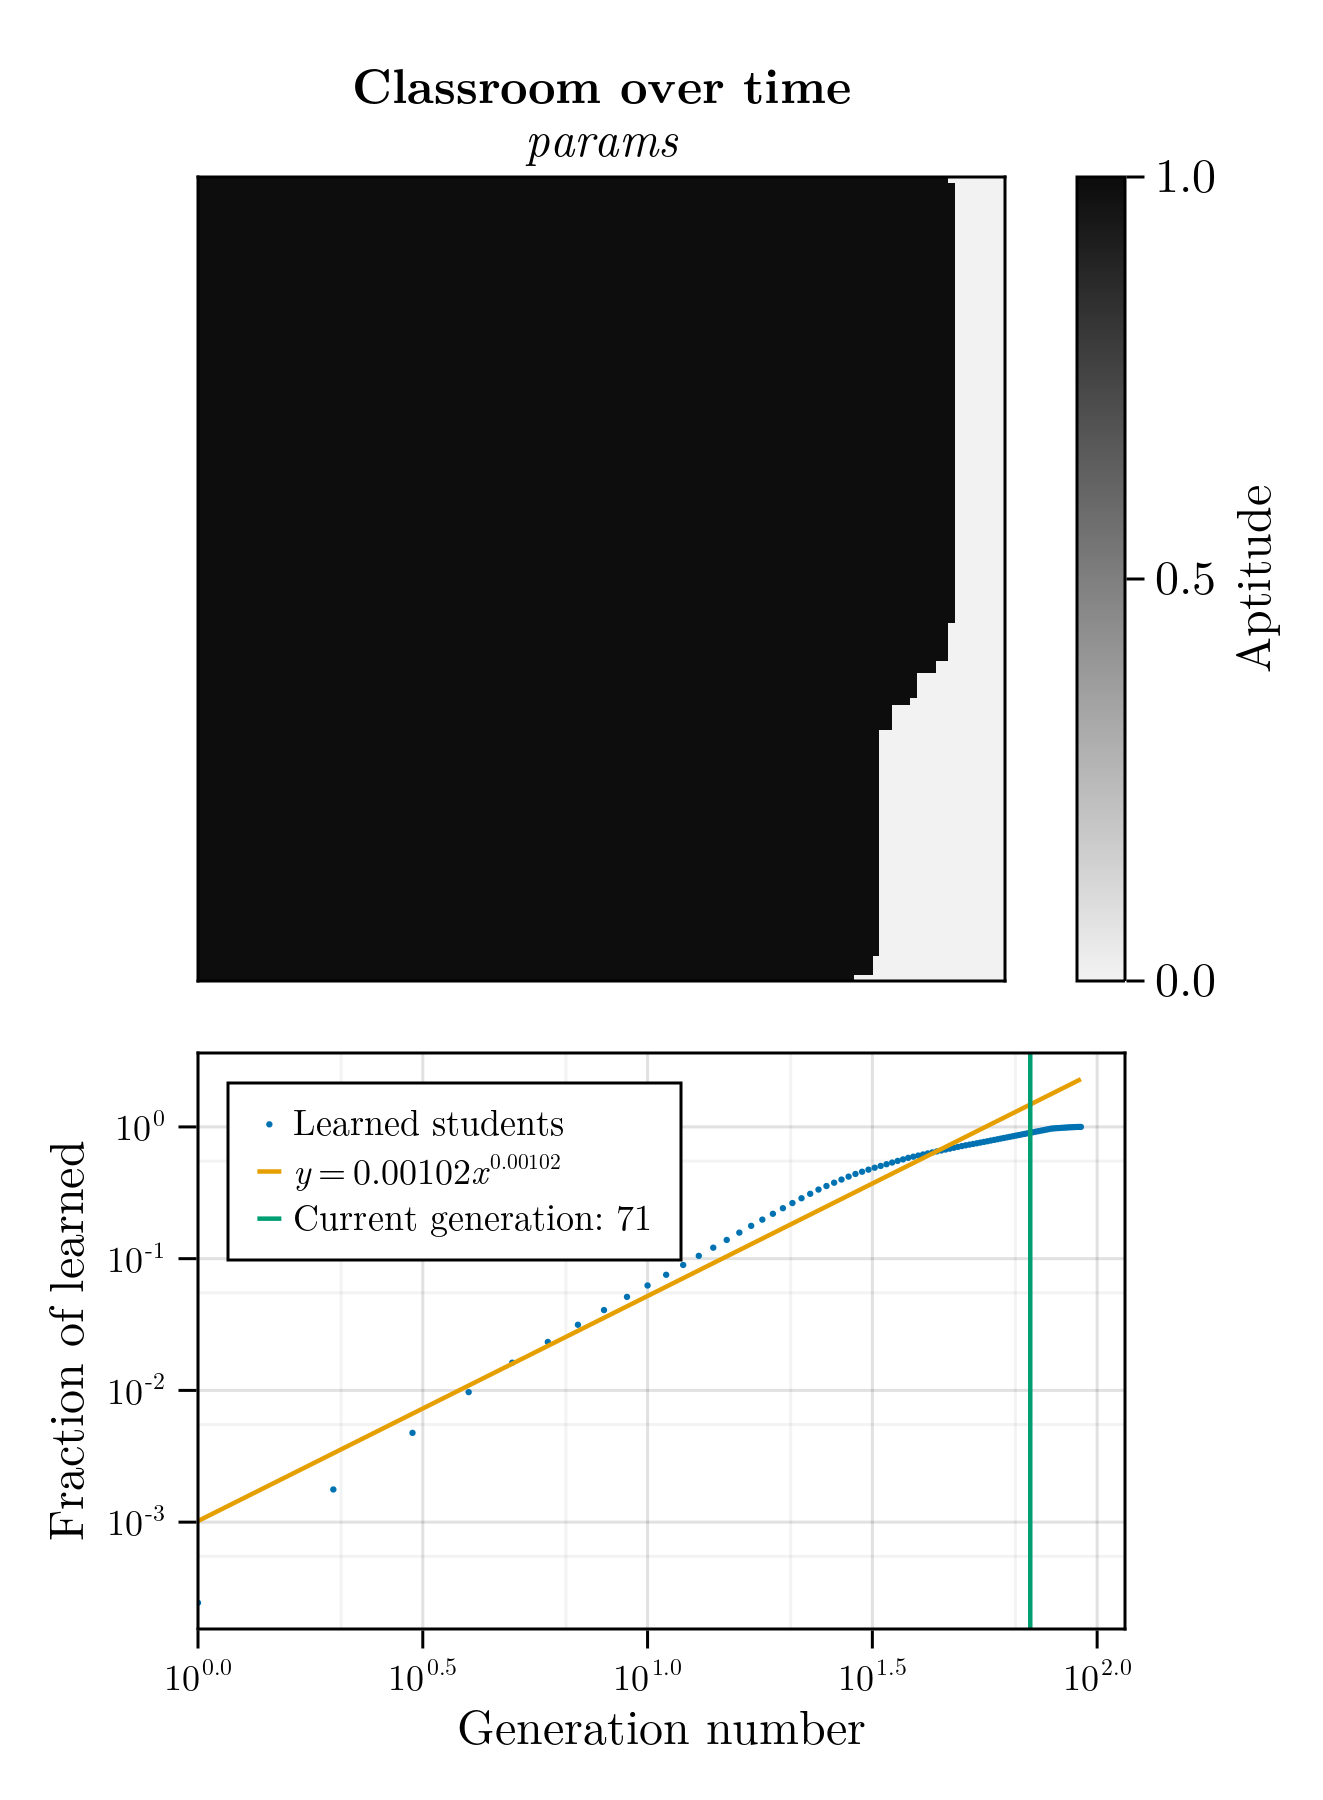 Classroom over time
params
1.0
0.5
0.0
Aptitude
Learned students
y = 0.00102x^0.00102
Current generation: 71
10^0
10^-1
10^-2
10^-3
Fraction of learned
10^0.0 10^0.5 10^1.0 10^1.5 10^2.0
Generation number